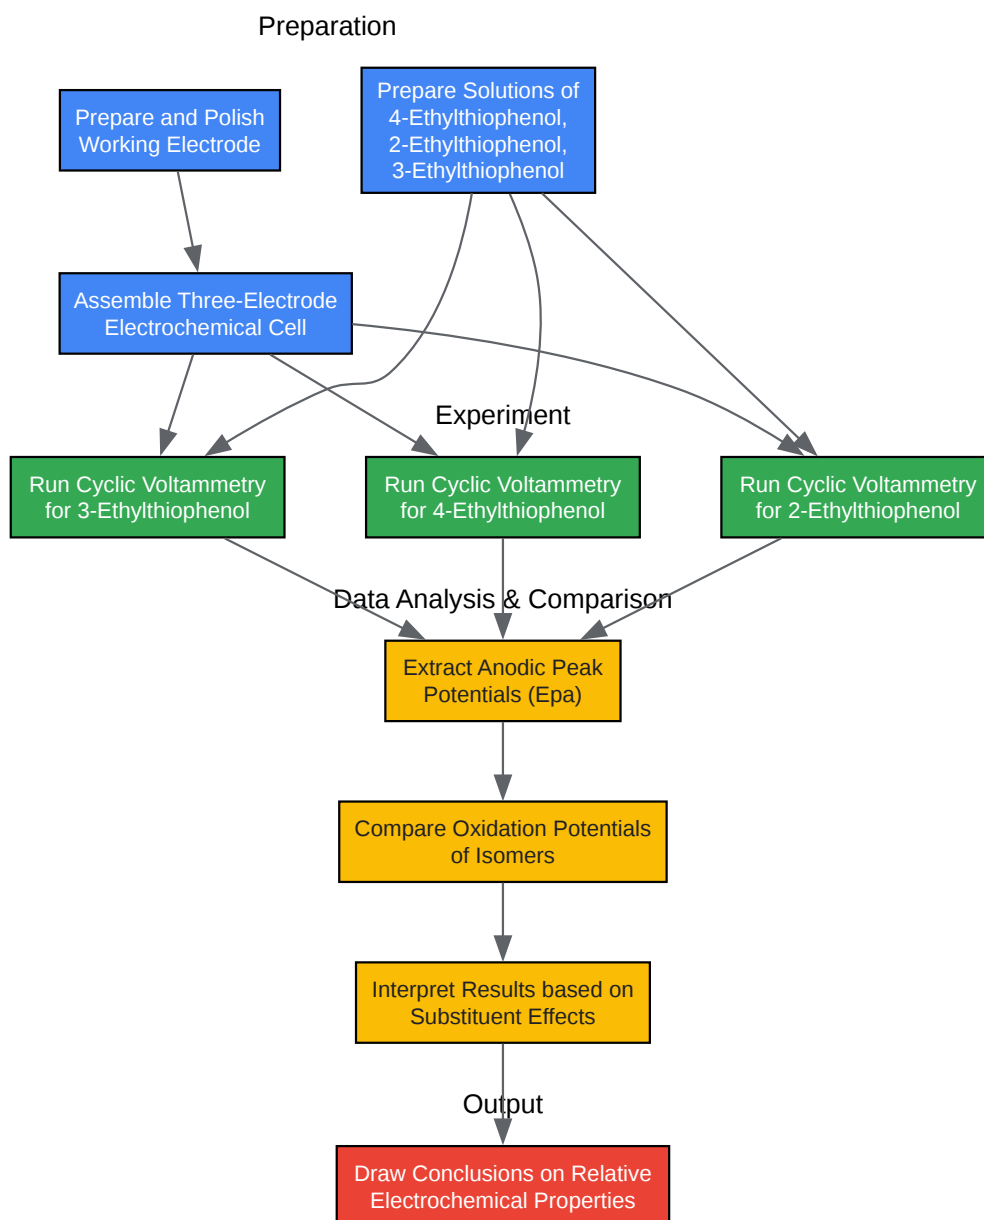 Preparation
Prepare and Polish
Working Electrode
Prepare Solutions of
4-Ethylthiophenol,
2-Ethylthiophenol,
3-Ethylthiophenol
Assemble Three-Electrode
Electrochemical Cell
Experiment
Run Cyclic Voltammetry
for 3-Ethylthiophenol
Run Cyclic Voltammetry
for 4-Ethylthiophenol
Run Cyclic Voltammetry
for 2-Ethylthiophenol
Data Analysis & Comparison
Extract Anodic Peak
Potentials (Epa)
Compare Oxidation Potentials
of Isomers
Interpret Results based on
Substituent Effects
Output
Draw Conclusions on Relative
Electrochemical Properties